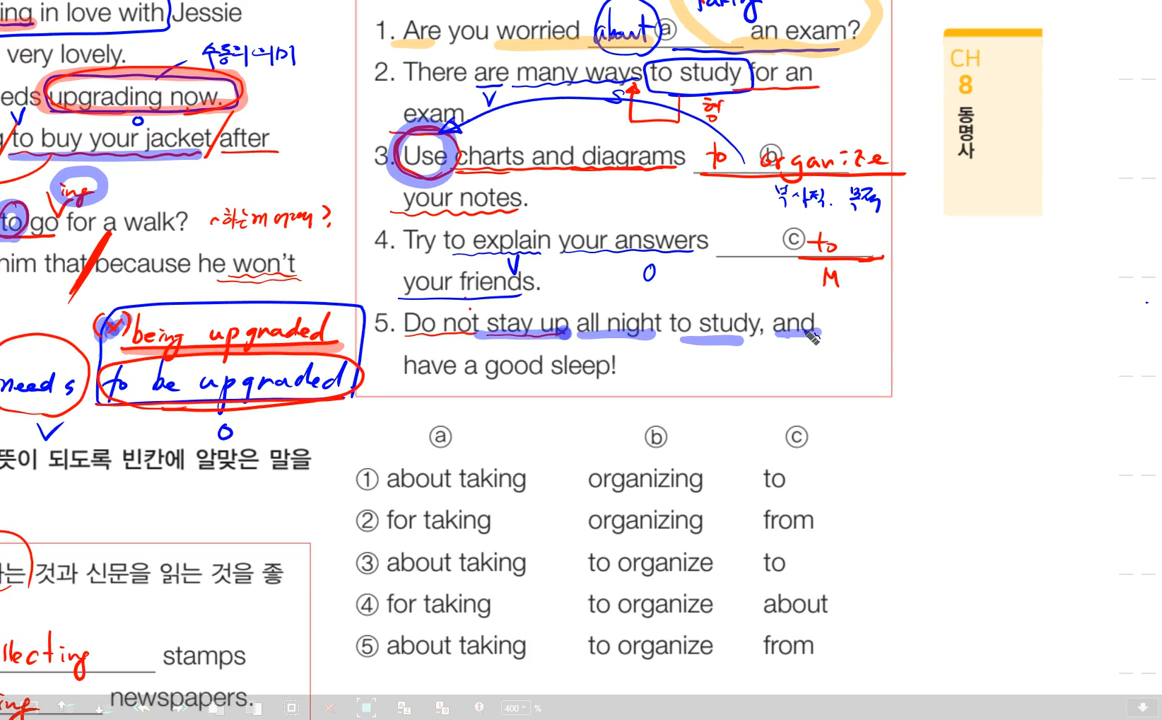 ing in love with Jessie
very lovely.
수동의 의미
eds upgrading now.
V
O
to buy your jacket after
ing
to go for a walk?
~하는게 어때?
him that because he won't
being upgraded
need s
to be upgraded
V
O
뜻이 되도록 빈칸에 알맞은 말을
는 것과 신문을 읽는 것을 좋
llecting stamps
ing newspapers.
taking
1. Are you worried about ⓐ an exam?
2. There are many ways to study for an
V
S
형
exam
3. Use charts and diagrams to ⓑ organize
your notes.
부사적.
4. Try to explain your answers ⓒ to
V
O
M
your friends.
5. Do not stay up all night to study, and
have a good sleep!
ⓐ ⓑ ⓒ
① about taking organizing to
② for taking organizing from
③ about taking to organize to
④ for taking to organize about
⑤ about taking to organize from
CH
8
동명사
400 %